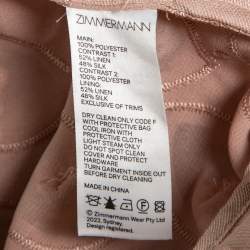 ZIMMERMANN
MAIN:
100% POLYESTER
CONTRAST 1:
52% LINEN
48% SILK
CONTRAST 2:
100% POLYESTER
LINING:
52% LINEN
48% SILK
EXCLUSIVE OF TRIMS
DRY CLEAN ONLY CODE P
WITH PROTECTIVE BAG
COOL IRON WITH
PROTECTIVE CLOTH
LIGHT STEAM ONLY
DO NOT SPOT CLEAN
COVER AND PROTECT
HARDWARE
TURN GARMENT INSIDE OUT
BEFORE DRY CLEANING
MADE IN CHINA
© Zimmermann Wear Pty Ltd
2022, Sydney.
Design registered.